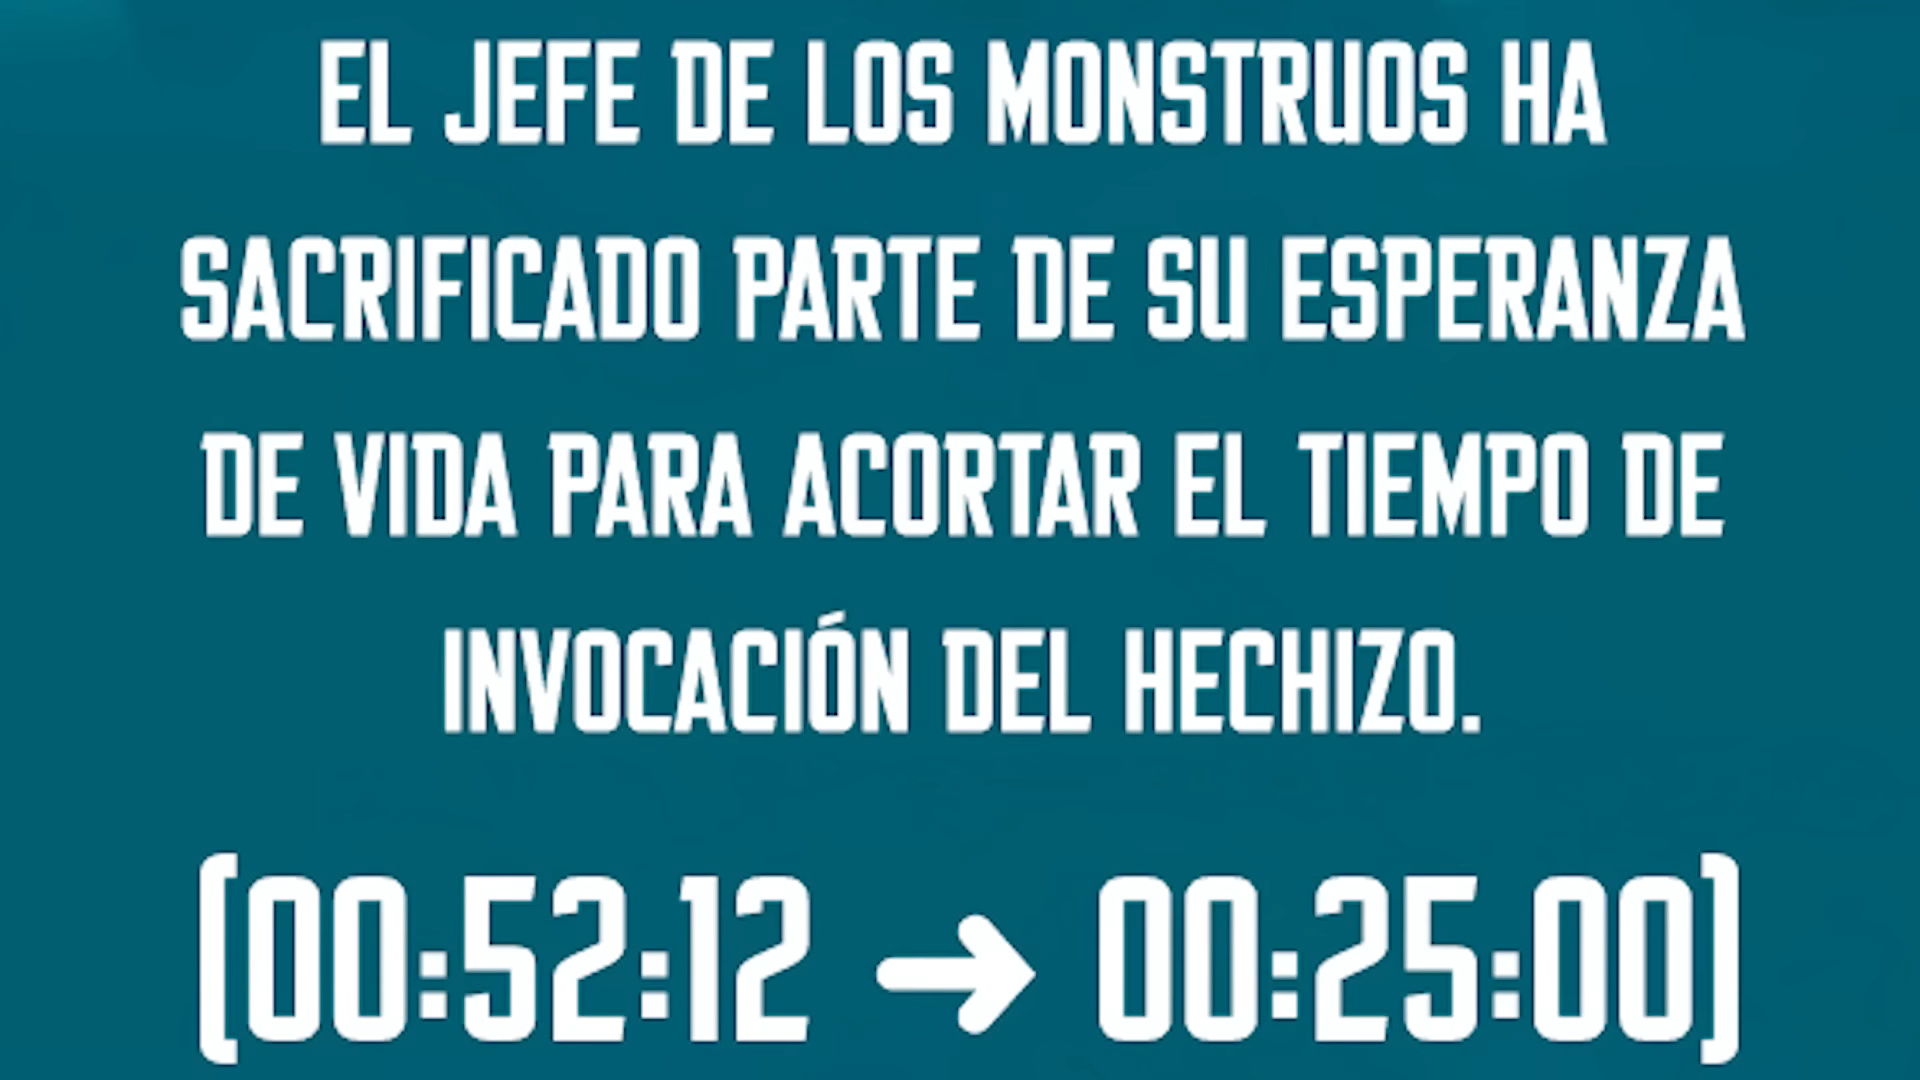 EL JEFE DE LOS MONSTRUOS HA
SACRIFICADO PARTE DE SU ESPERANZA
DE VIDA PARA ACORTAR EL TIEMPO DE
INVOCACIÓN DEL HECHIZO.
[00:52:12 → 00:25:00]